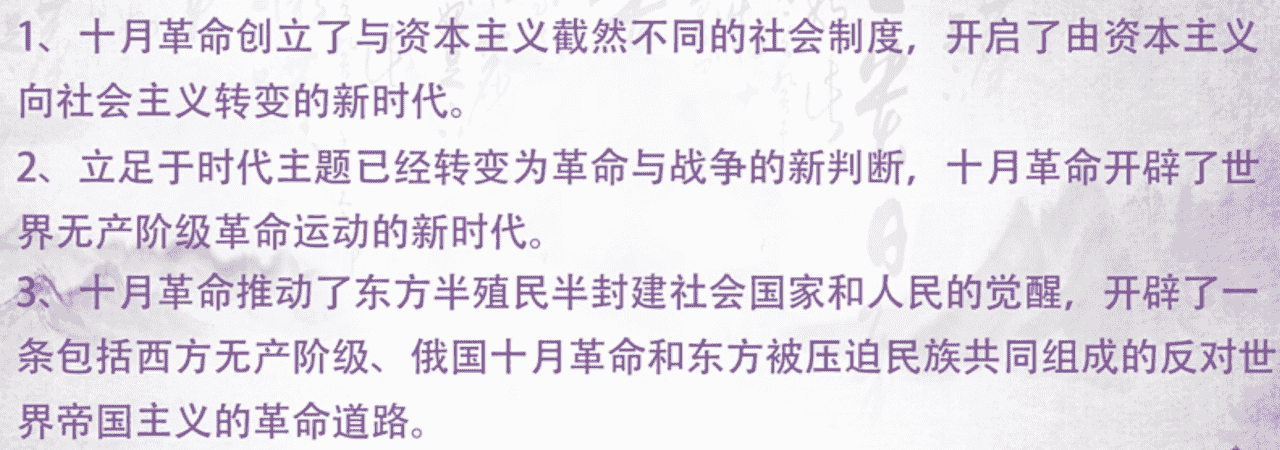 1、十月革命创立了与资本主义截然不同的社会制度，开启了由资本主义
向社会主义转变的新时代。
2、立足于时代主题已经转变为革命与战争的新判断，十月革命开辟了世
界无产阶级革命运动的新时代。
3、十月革命推动了东方半殖民半封建社会国家和人民的觉醒，开辟了一
条包括西方无产阶级、俄国十月革命和东方被压迫民族共同组成的反对世
界帝国主义的革命道路。